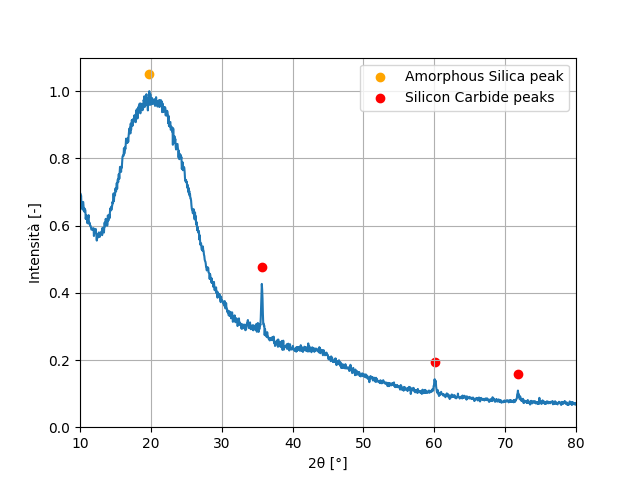 Amorphous Silica peak
Silicon Carbide peaks
1.0
0.8
0.6
0.4
0.2
0.0
Intensità [-]
10 20 30 40 50 60 70 80
2θ [°]